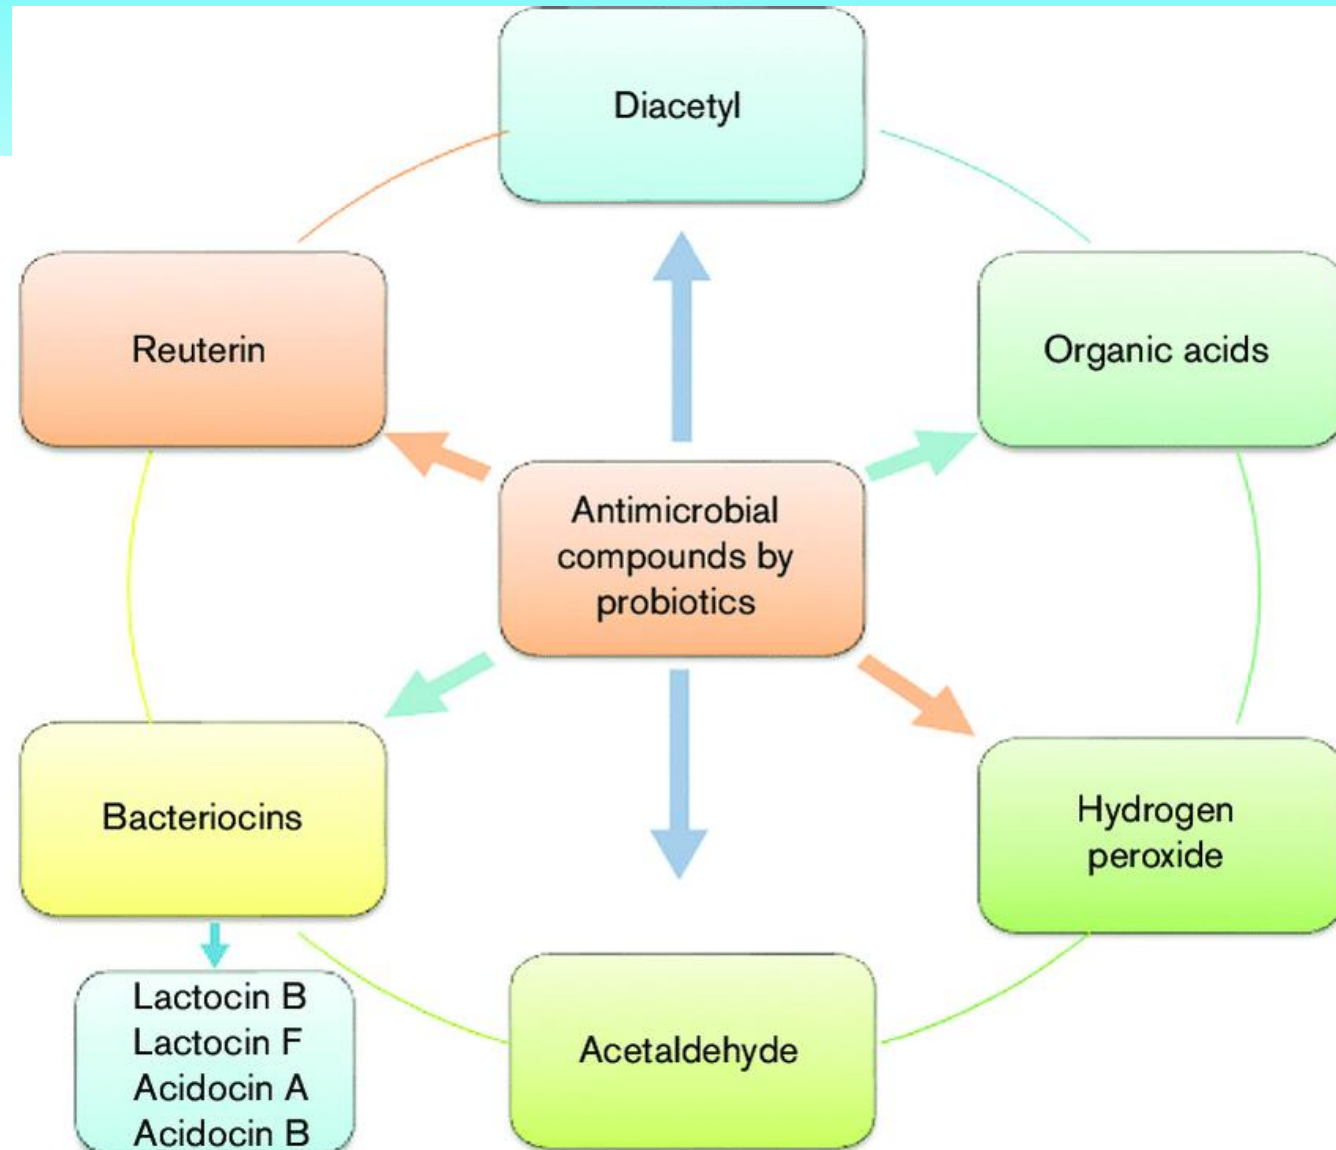 Diacetyl
Reuterin
Organic acids
Antimicrobial
compounds by
probiotics
Bacteriocins
Hydrogen
peroxide
Acetaldehyde
Lactocin B
Lactocin F
Acidocin A
Acidocin B